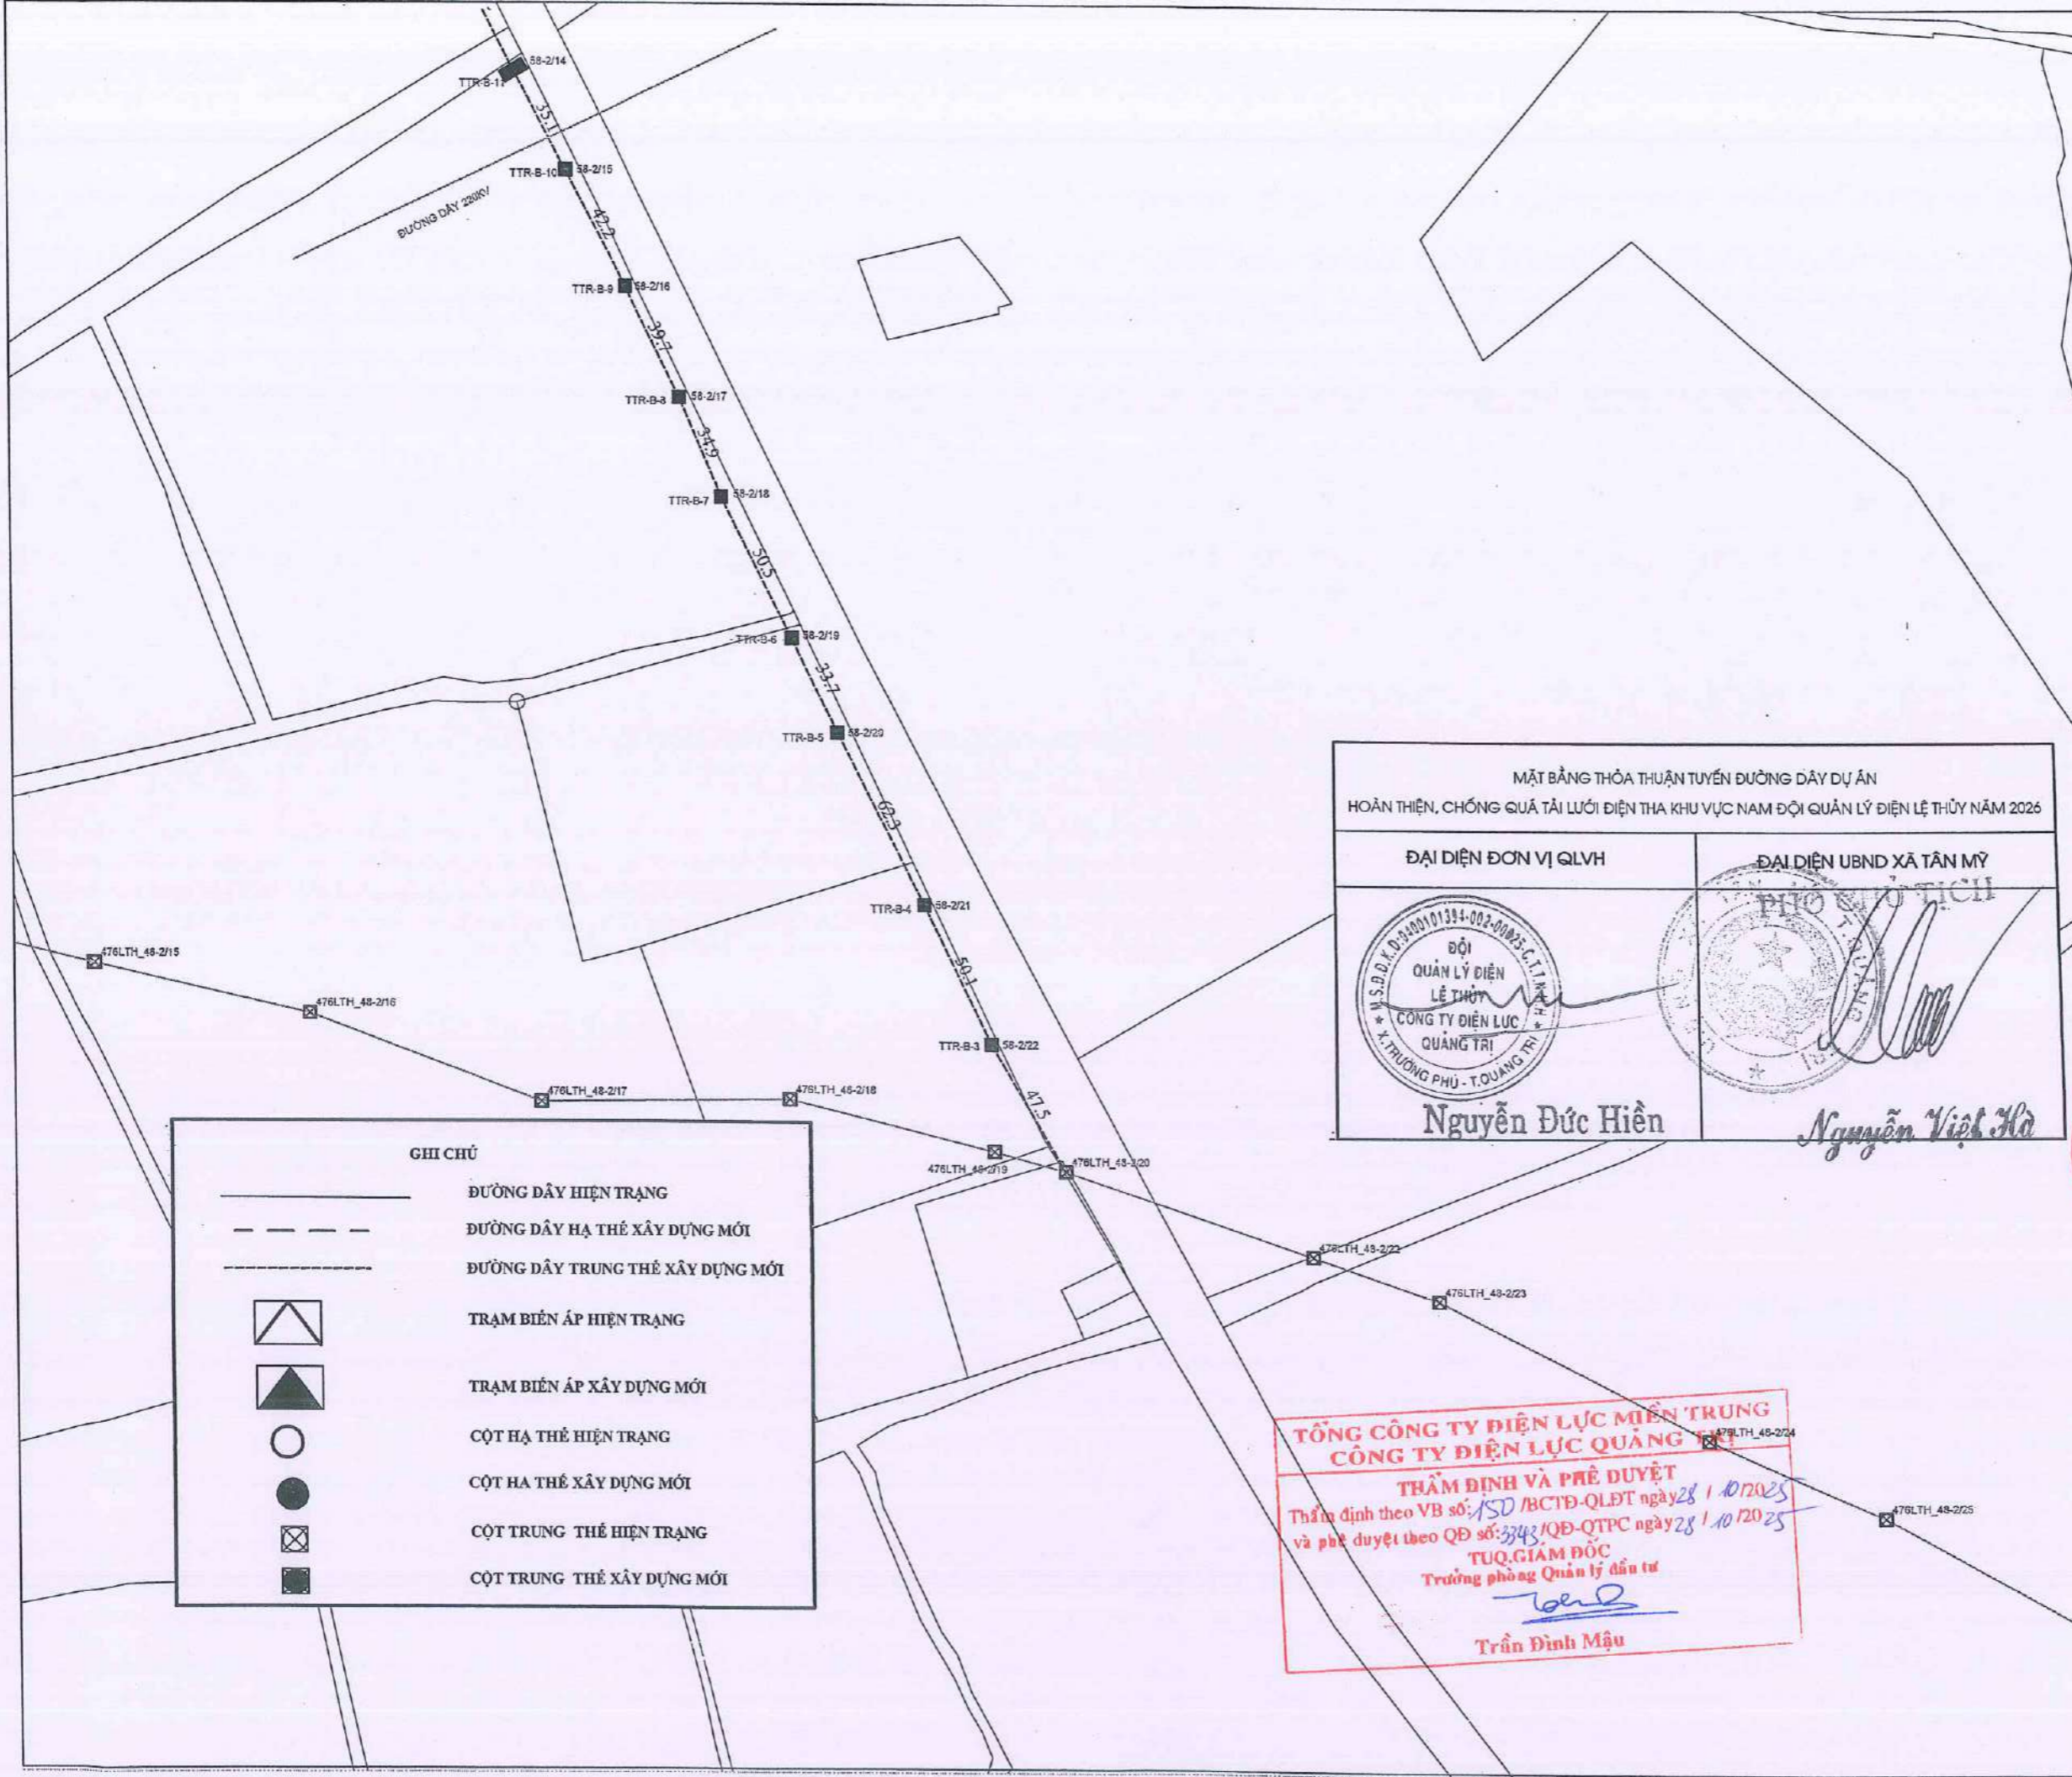 58-2/14
TTR-B-11
35.1
TTR-B-10
58-2/15
ĐƯỜNG DÂY 220KV
42.2
TTR-B-9
58-2/16
39.7
TTR-B-8
58-2/17
34.9
TTR-B-7
58-2/18
50.5
TTR-B-6
58-2/19
33.7
TTR-B-5
58-2/20
62.3
TTR-B-4
58-2/21
50.1
TTR-B-3
58-2/22
47.5
476LTH_48-2/15
476LTH_48-2/16
476LTH_48-2/17
476LTH_48-2/18
476LTH_48-2/19
476LTH_48-2/20
476LTH_48-2/22
476LTH_48-2/23
476LTH_48-2/24
476LTH_48-2/25
MẶT BẰNG THỎA THUẬN TUYẾN ĐƯỜNG DÂY DỰ ÁN
HOÀN THIỆN, CHỐNG QUÁ TẢI LƯỚI ĐIỆN THA KHU VỰC NAM ĐỘI QUẢN LÝ ĐIỆN LỆ THỦY NĂM 2026
ĐẠI DIỆN ĐƠN VỊ QLVH
ĐẠI DIỆN UBND XÃ TÂN MỸ
PHÓ CHỦ TỊCH
ĐỘI
QUẢN LÝ ĐIỆN
LỆ THỦY
CÔNG TY ĐIỆN LỰC
QUẢNG TRỊ
X.TRƯỜNG PHÚ - T.QUẢNG TRỊ
Nguyễn Đức Hiền
Nguyễn Việt Hà
GHI CHÚ
ĐƯỜNG DÂY HIỆN TRẠNG
ĐƯỜNG DÂY HẠ THẾ XÂY DỰNG MỚI
ĐƯỜNG DÂY TRUNG THẾ XÂY DỰNG MỚI
TRẠM BIẾN ÁP HIỆN TRẠNG
TRẠM BIẾN ÁP XÂY DỰNG MỚI
CỘT HẠ THẾ HIỆN TRẠNG
CỘT HẠ THẾ XÂY DỰNG MỚI
CỘT TRUNG THẾ HIỆN TRẠNG
CỘT TRUNG THẾ XÂY DỰNG MỚI
TỔNG CÔNG TY ĐIỆN LỰC MIỀN TRUNG
CÔNG TY ĐIỆN LỰC QUẢNG TRỊ
THẨM ĐỊNH VÀ PHÊ DUYỆT
Thẩm định theo VB số: 150 /BCTĐ-QLĐT ngày 28 / 10 /2025
và phê duyệt theo QĐ số: 3343 /QĐ-QTPC ngày 28 / 10 /2025
TUQ.GIÁM ĐỐC
Trưởng phòng Quản lý đầu tư
Trần Đình Mậu